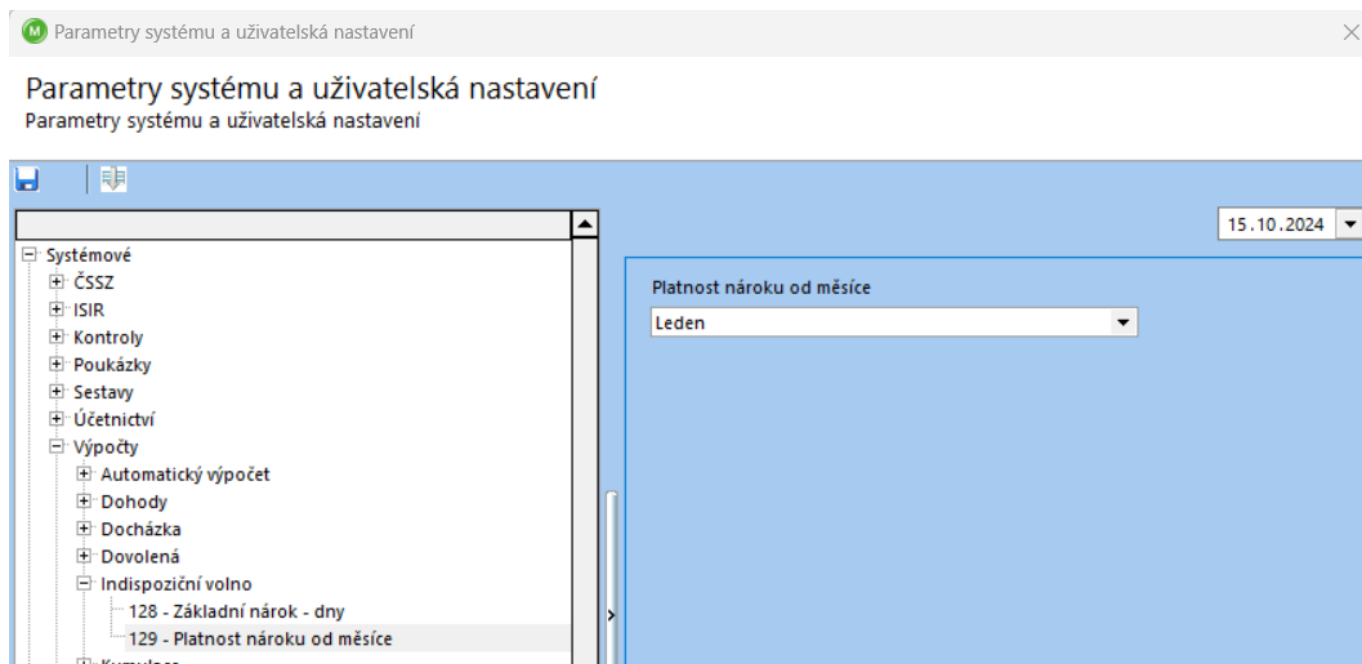 Parametry systému a uživatelská nastavení
Parametry systému a uživatelská nastavení
Parametry systému a uživatelská nastavení
15.10.2024
Systémové
ČSSZ
ISIR
Kontroly
Poukázky
Sestavy
Účetnictví
Výpočty
Automatický výpočet
Dohody
Docházka
Dovolená
Indispoziční volno
128 - Základní nárok - dny
129 - Platnost nároku od měsíce
Platnost nároku od měsíce
Leden